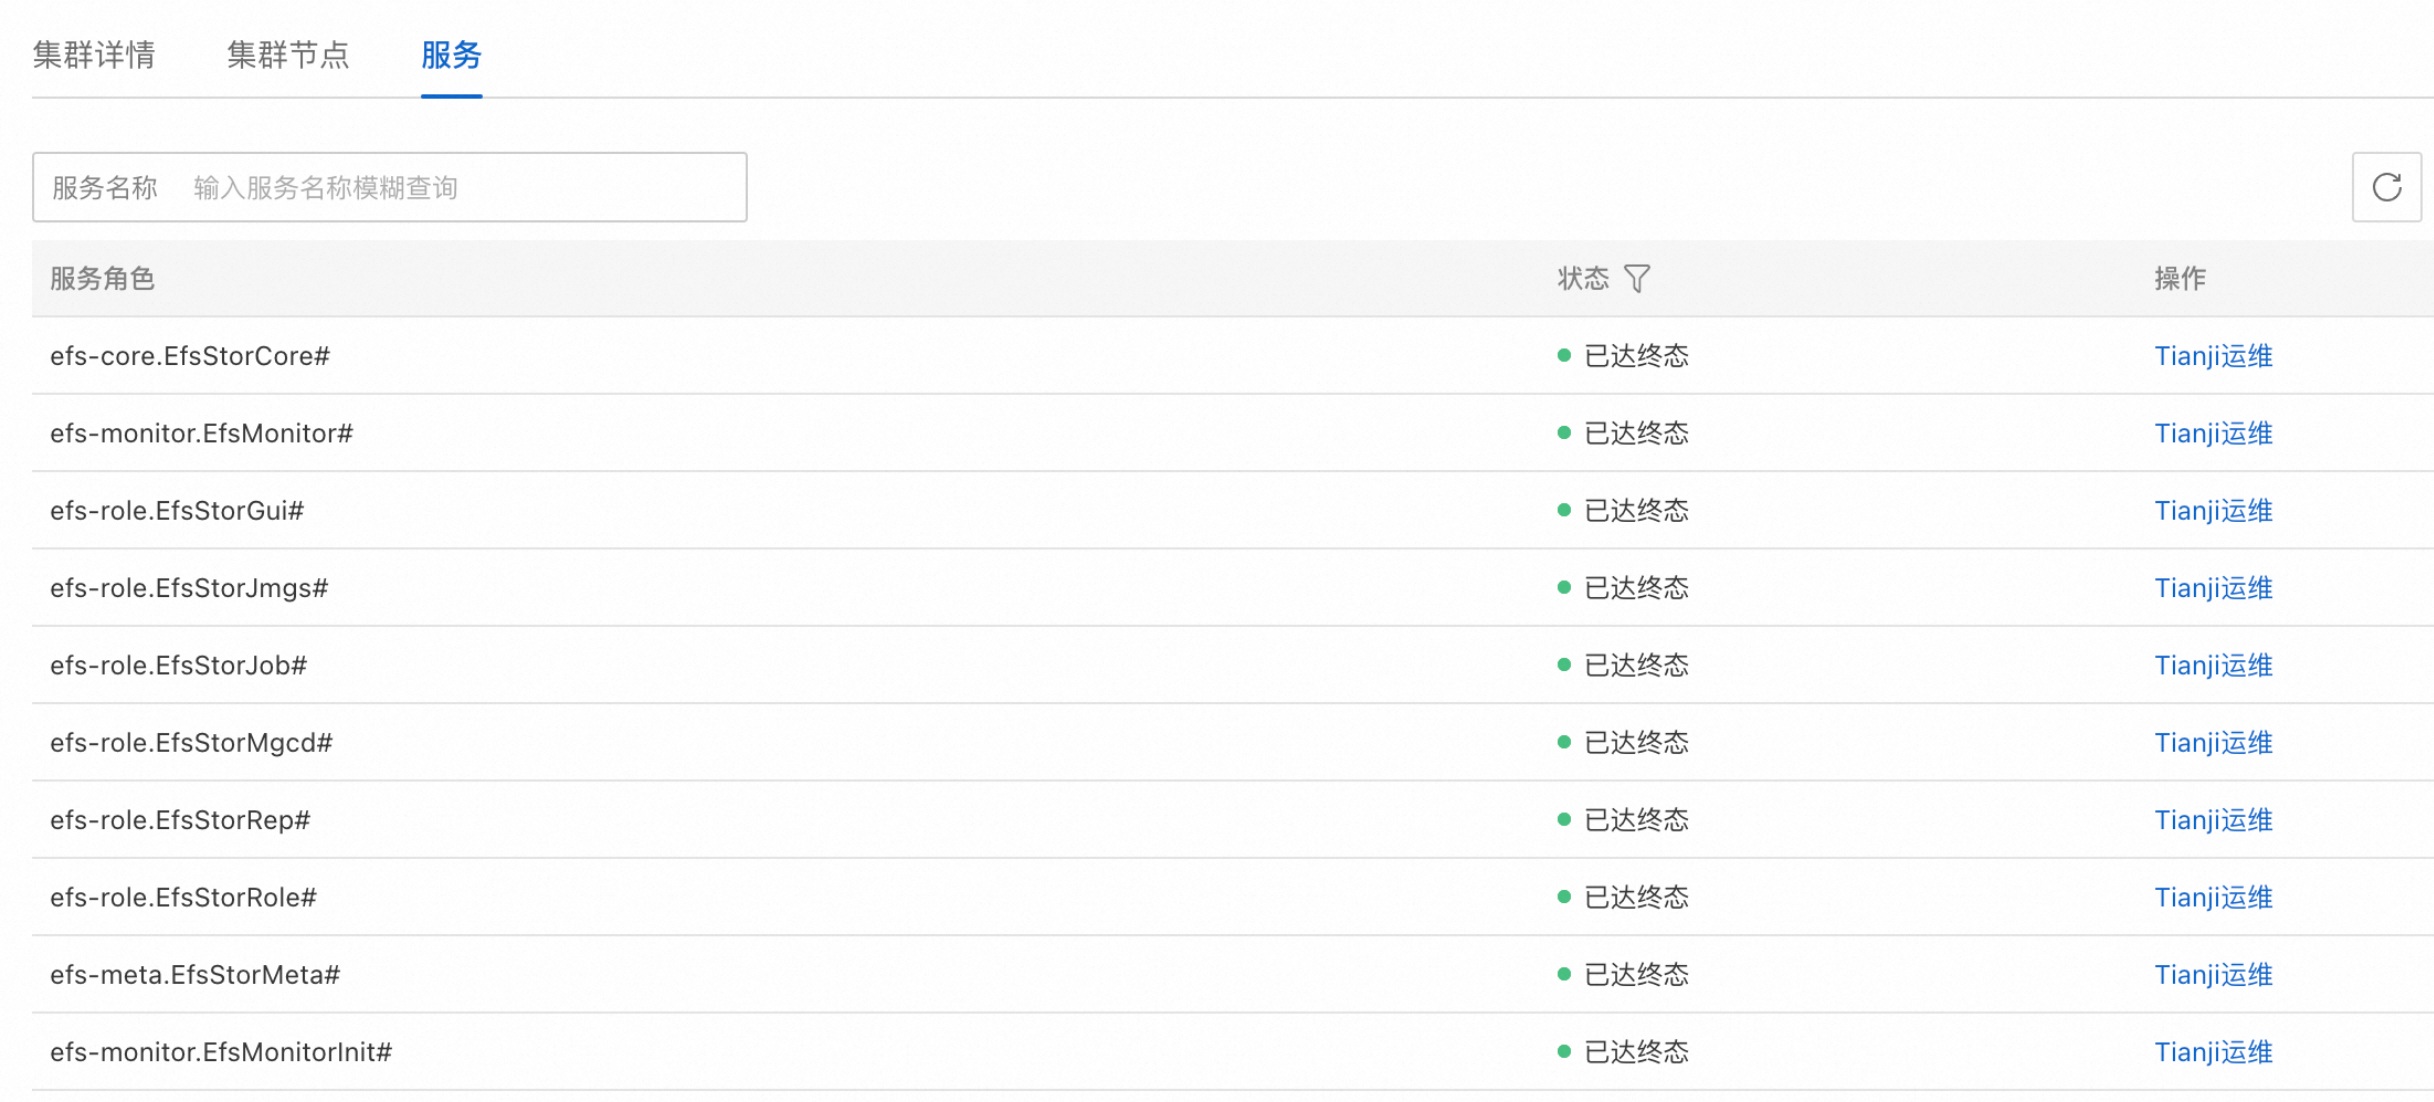 集群详情 集群节点 服务
服务名称 输入服务名称模糊查询
服务角色 状态 操作
efs-core.EfsStorCore# 已达终态 Tianji运维
efs-monitor.EfsMonitor# 已达终态 Tianji运维
efs-role.EfsStorGui# 已达终态 Tianji运维
efs-role.EfsStorJmgs# 已达终态 Tianji运维
efs-role.EfsStorJob# 已达终态 Tianji运维
efs-role.EfsStorMgcd# 已达终态 Tianji运维
efs-role.EfsStorRep# 已达终态 Tianji运维
efs-role.EfsStorRole# 已达终态 Tianji运维
efs-meta.EfsStorMeta# 已达终态 Tianji运维
efs-monitor.EfsMonitorInit# 已达终态 Tianji运维